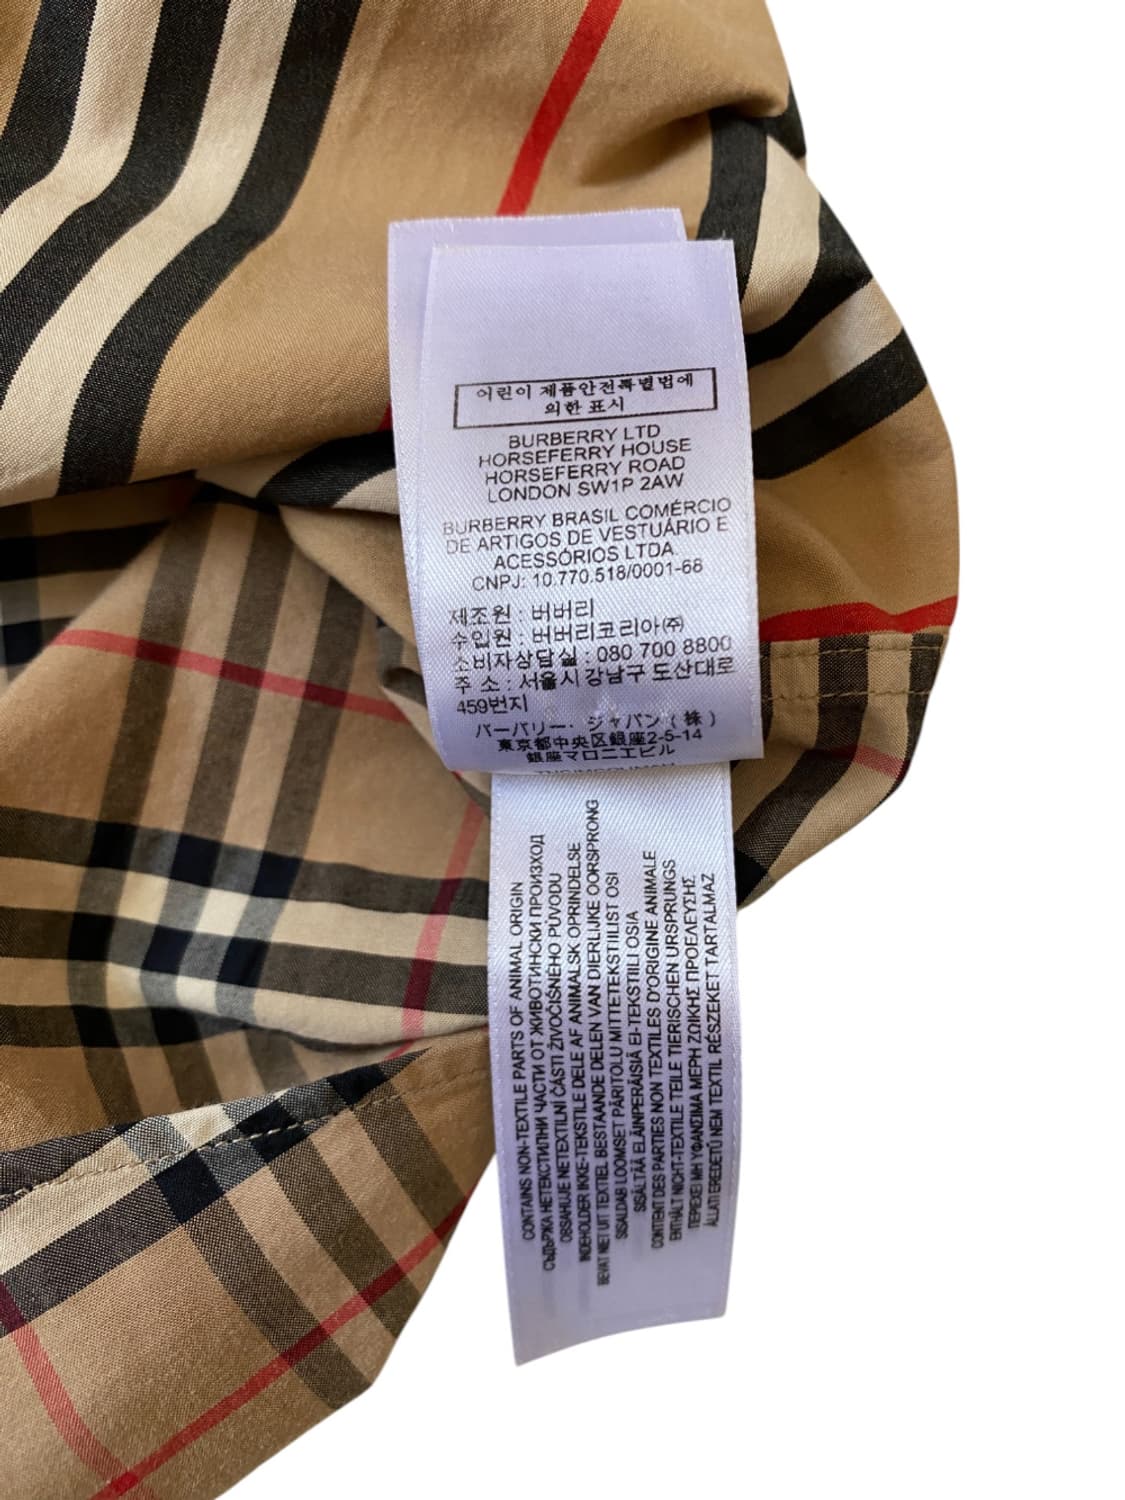 어린이 제품안전특별법에
의한 표시
BURBERRY LTD
HORSEFERRY HOUSE
HORSEFERRY ROAD
LONDON SW1P 2AW
BURBERRY BRASIL COMÉRCIO
DE ARTIGOS DE VESTUÁRIO E
ACESSÓRIOS LTDA
CNPJ: 10.770.518/0001-68
제조원 : 버버리
수입원 : 버버리코리아㈜
소비자상담실 : 080 700 8800
주 소 : 서울시 강남구 도산대로
459번지
バーバリー・ジャパン(株)
東京都中央区銀座2-5-14
銀座マロニエビル
CONTAINS NON-TEXTILE PARTS OF ANIMAL ORIGIN
СЪДЪРЖА НЕТЕКСТИЛНИ ЧАСТИ ОТ ЖИВОТИНСКИ ПРОИЗХОД
OBSAHUJE NETEXTILNÍ ČÁSTI ŽIVOČIŠNÉHO PŮVODU
INDEHOLDER IKKE-TEKSTILE DELE AF ANIMALSK OPRINDELSE
BEVAT NIET UIT TEXTIEL BESTAANDE DELEN VAN DIERLIJKE OORSPRONG
SISALDAB LOOMSET PÄRITOLU MITTETEKSTIILIST OSI
SISÄLTÄÄ ELÄINPERÄISIÄ EI-TEKSTIILI OSIA
CONTIENT DES PARTIES NON TEXTILES D'ORIGINE ANIMALE
ENTHÄLT NICHT-TEXTILE TEILE TIERISCHEN URSPRUNGS
ΠΕΡΙΕΧΕΙ ΜΗ ΥΦΑΣΙΜΑ ΜΕΡΗ ΖΩΙΚΗΣ ΠΡΟΕΛΕΥΣΗΣ
ÁLLATI EREDETŰ NEM TEXTIL RÉSZEKET TARTALMAZ